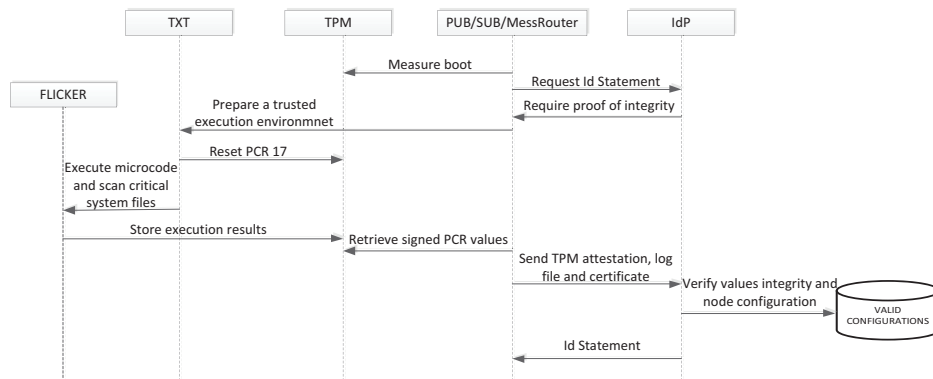 TXT
TPM
PUB/SUB/MessRouter
IdP
Measure boot
Request Id Statement
FLICKER
Prepare a trusted
execution environmnet
Require proof of integrity
Reset PCR 17
Execute microcode
and scan critical
system files
Store execution results
Retrieve signed PCR values
Send TPM attestation, log
file and certificate
Verify values integrity and
node configuration
VALID
CONFIGURATIONS
Id Statement